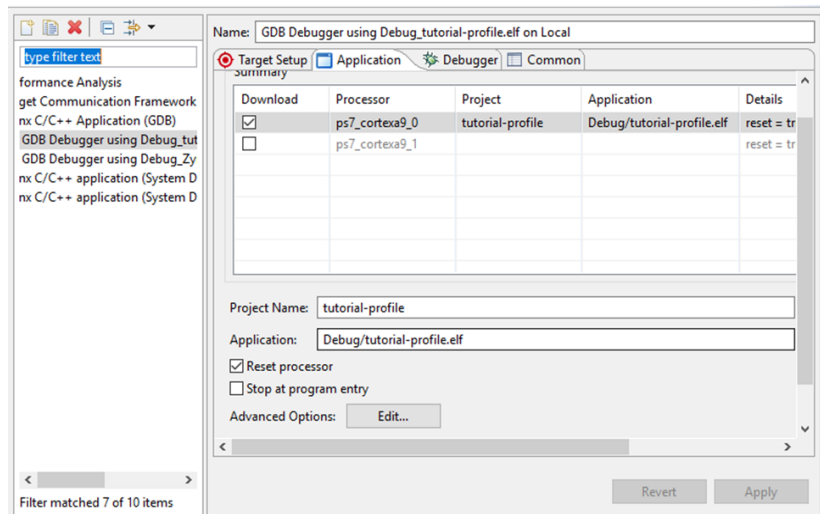 Name: GDB Debugger using Debug_tutorial-profile.elf on Local
type filter text
formance Analysis
get Communication Framework
nx C/C++ Application (GDB)
GDB Debugger using Debug_tut
GDB Debugger using Debug_Zy
nx C/C++ application (System D
nx C/C++ application (System D
Filter matched 7 of 10 items
Target Setup Application Debugger Common
Summary
Download Processor Project Application Details
ps7_cortexa9_0 tutorial-profile Debug/tutorial-profile.elf reset = tr
ps7_cortexa9_1 reset = tr
Project Name: tutorial-profile
Application: Debug/tutorial-profile.elf
Reset processor
Stop at program entry
Advanced Options: Edit...
Revert Apply